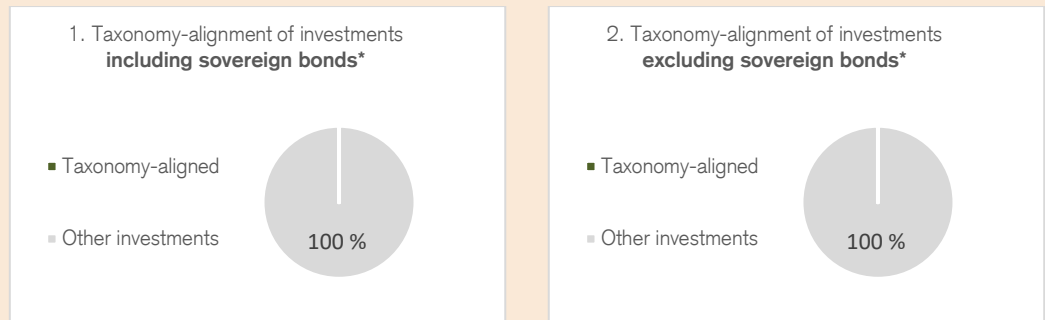 1. Taxonomy-alignment of investments
including sovereign bonds*
Taxonomy-aligned
Other investments
100 %
2. Taxonomy-alignment of investments
excluding sovereign bonds*
Taxonomy-aligned
Other investments
100 %